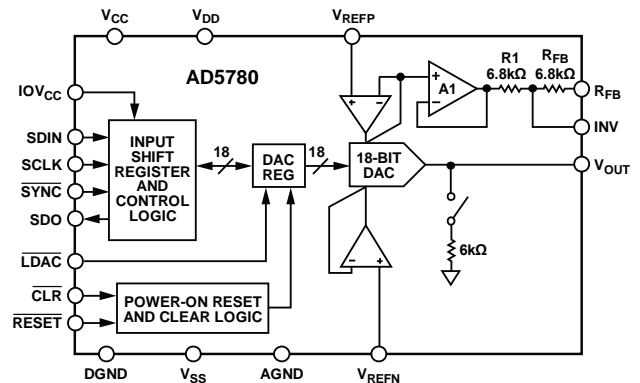 VCC
VDD
VREFP
AD5780
IOVCC
SDIN
SCLK
SYNC
SDO
LDAC
CLR
RESET
INPUT
SHIFT
REGISTER
AND
CONTROL
LOGIC
18
DAC
REG
18
18-BIT
DAC
A1
R1
6.8kΩ
RFB
6.8kΩ
RFB
INV
VOUT
6kΩ
POWER-ON RESET
AND CLEAR LOGIC
DGND
VSS
AGND
VREFN